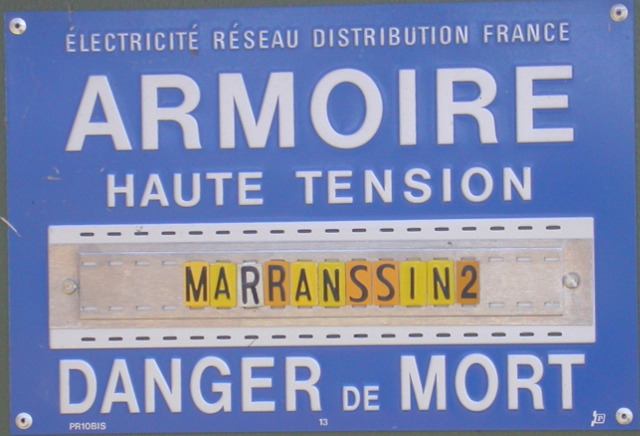 ÉLECTRICITÉ RÉSEAU DISTRIBUTION FRANCE
ARMOIRE
HAUTE TENSION
MARRANSSIN2
DANGER DE MORT
PR10BIS 13